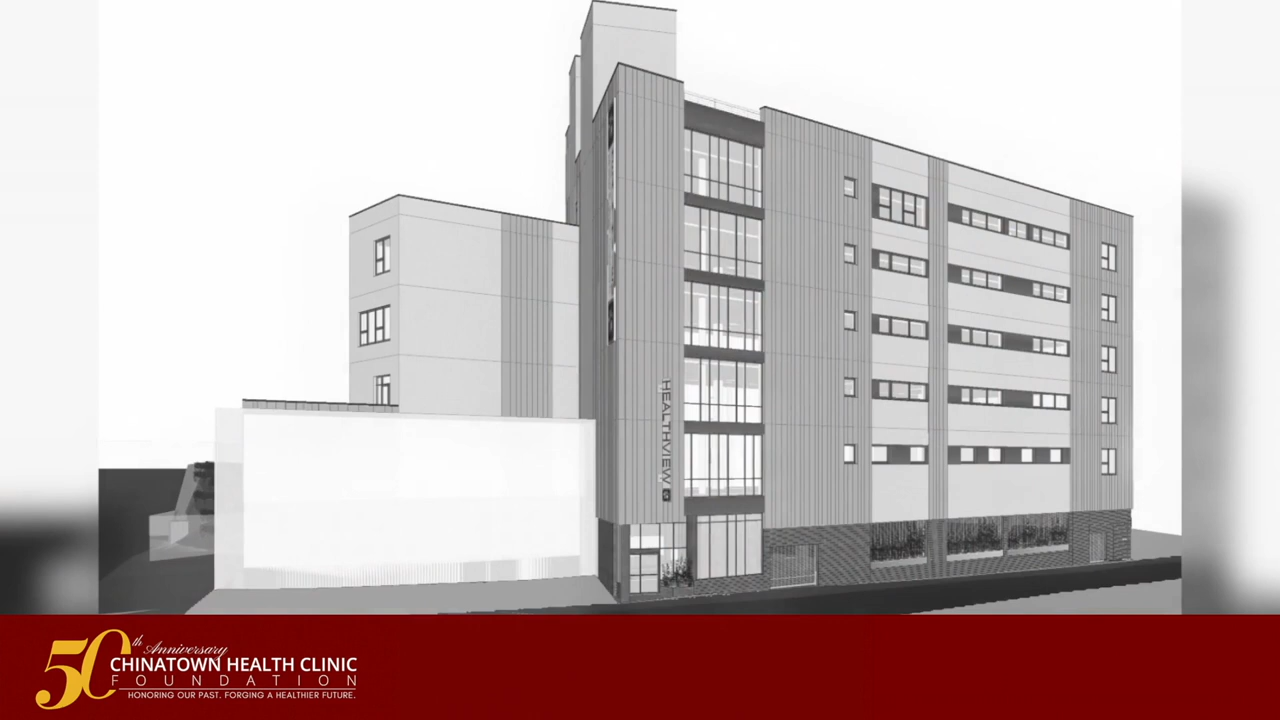 HEALTHVIEW
50th Anniversary
CHINATOWN HEALTH CLINIC
FOUNDATION
HONORING OUR PAST. FORGING A HEALTHIER FUTURE.